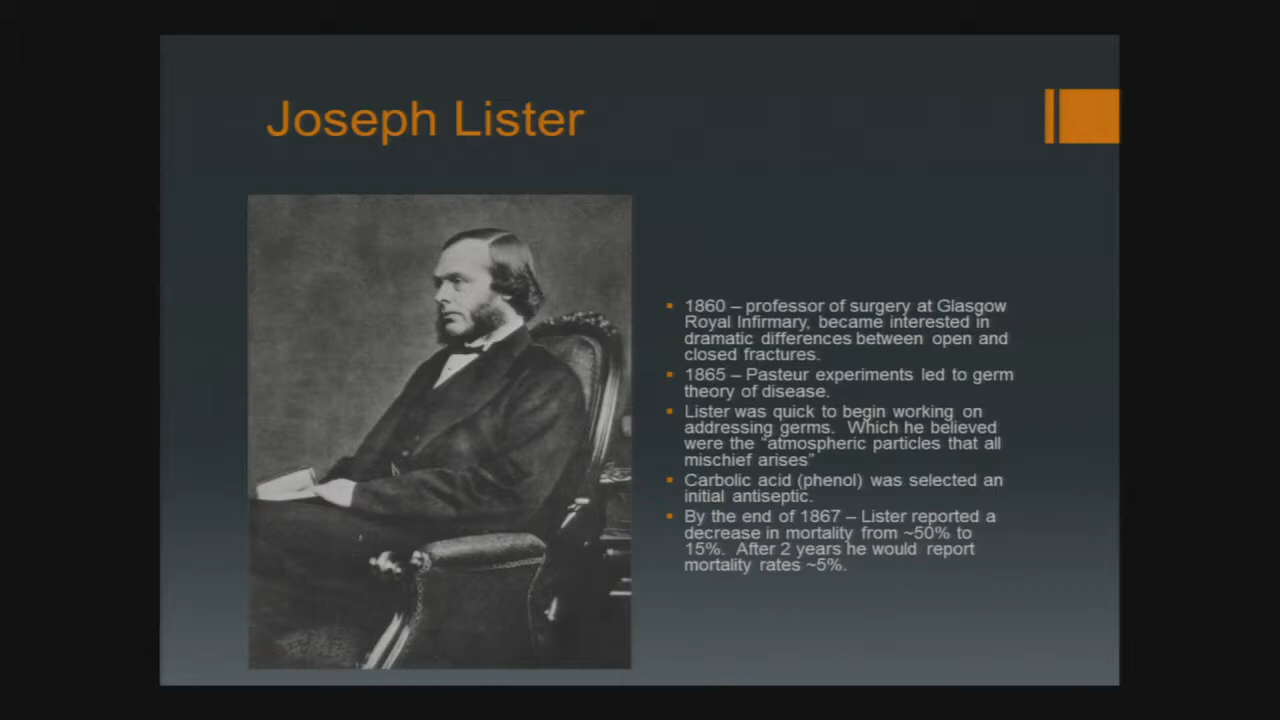 Joseph Lister
1860 – professor of surgery at Glasgow
Royal Infirmary, became interested in
dramatic differences between open and
closed fractures.
1865 – Pasteur experiments led to germ
theory of disease.
Lister was quick to begin working on
addressing germs. Which he believed
were the “atmospheric particles that all
mischief arises”
Carbolic acid (phenol) was selected an
initial antiseptic.
By the end of 1867 – Lister reported a
decrease in mortality from ~50% to
15%. After 2 years he would report
mortality rates ~5%.